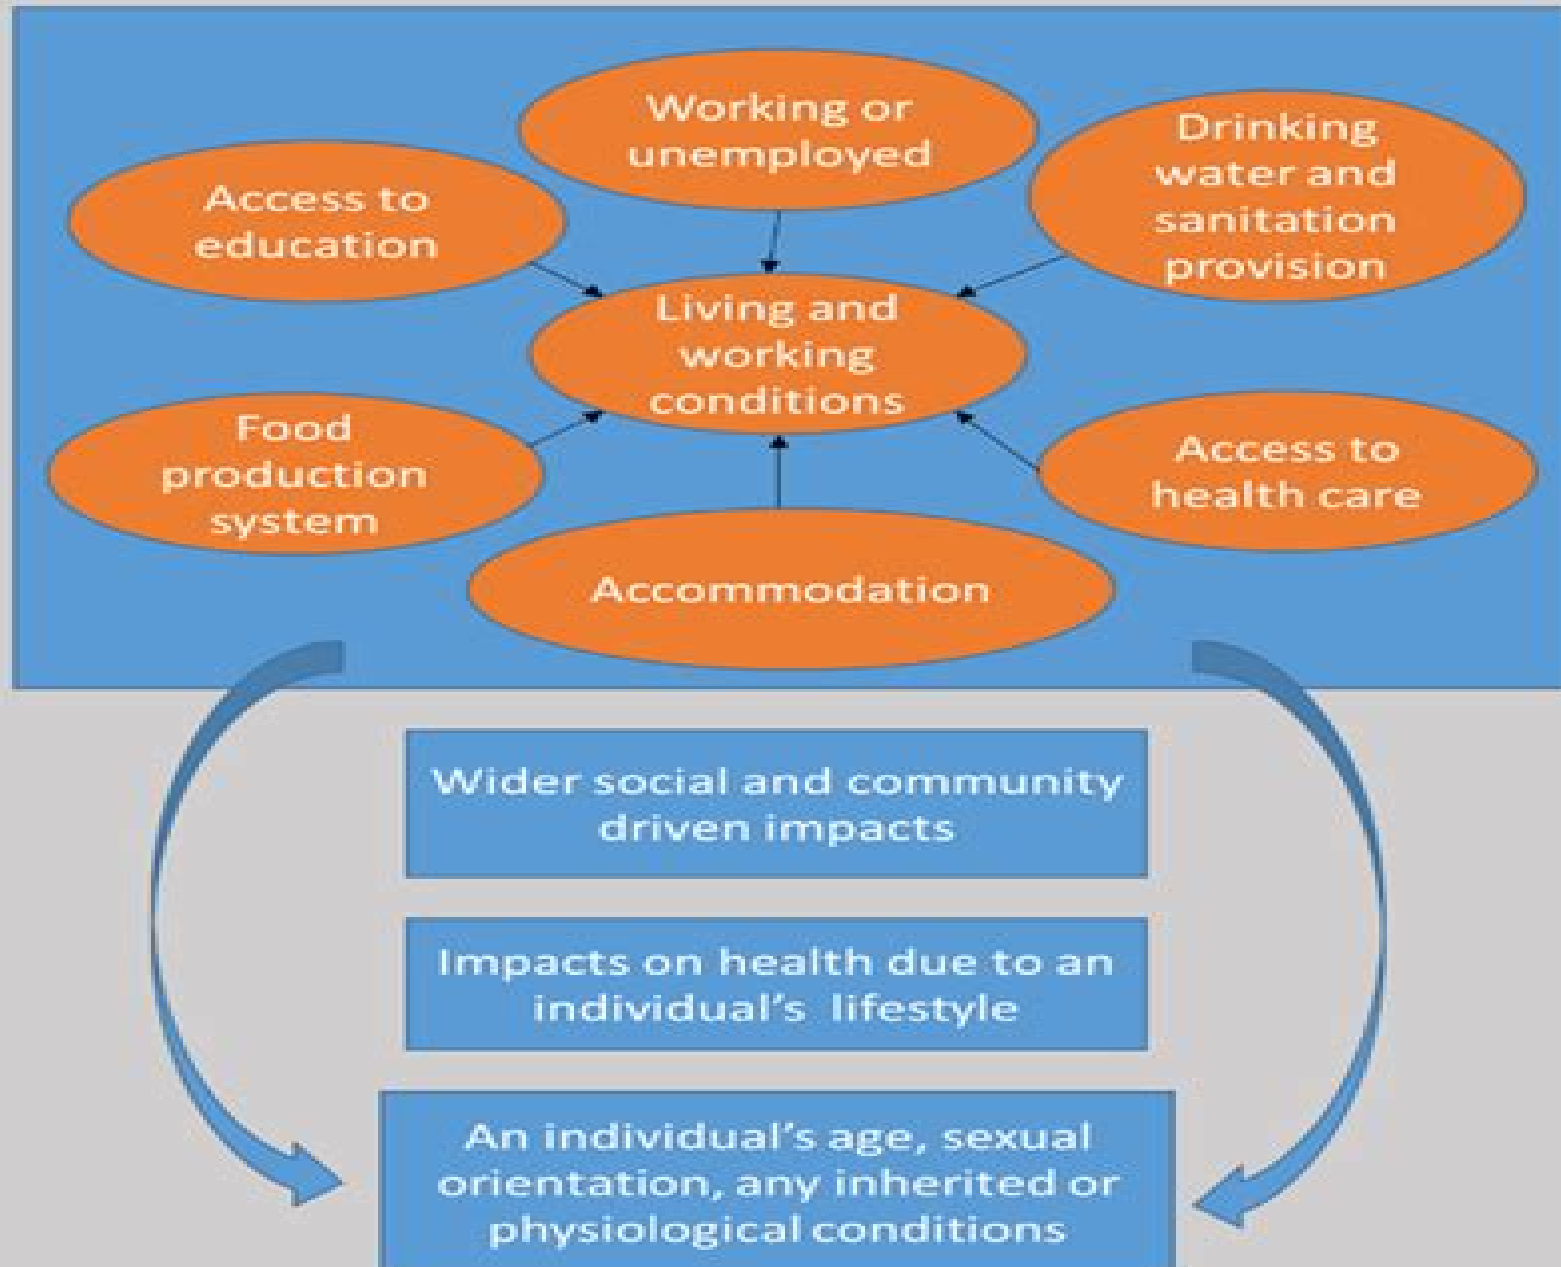 Working or
unemployed
Drinking
water and
sanitation
provision
Access to
education
Living and
working
conditions
Food
production
system
Access to
health care
Accommodation
Wider social and community
driven impacts
Impacts on health due to an
individual’s lifestyle
An individual’s age, sexual
orientation, any inherited or
physiological conditions